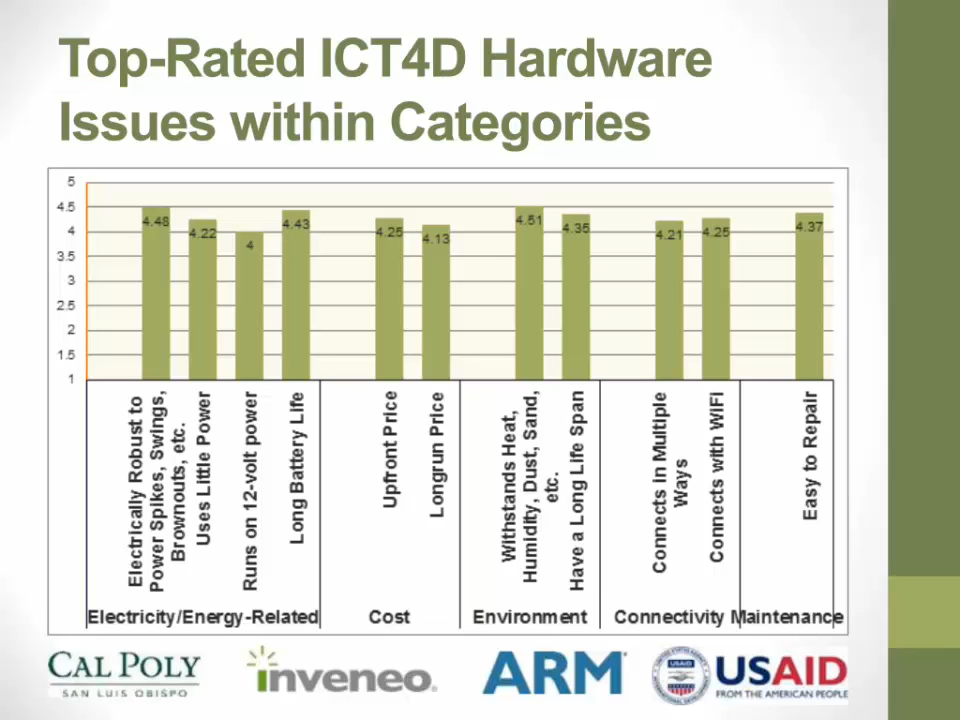 Top-Rated ICT4D Hardware
Issues within Categories
5
4.5
4
3.5
3
2.5
2
1.5
1
4.48
4.22
4
4.43
4.25
4.13
4.51
4.35
4.21
4.25
4.37
Electrically Robust to
Power Spikes, Swings,
Brownouts, etc.
Uses Little Power
Runs on 12-volt power
Long Battery Life
Upfront Price
Longrun Price
Withstands Heat,
Humidity, Dust, Sand,
etc.
Have a Long Life Span
Connects in Multiple
Ways
Connects with WiFi
Easy to Repair
Electricity/Energy-Related
Cost
Environment
Connectivity
Maintenance
CAL POLY
SAN LUIS OBISPO
inveneo
ARM
USAID
USAID
FROM THE AMERICAN PEOPLE